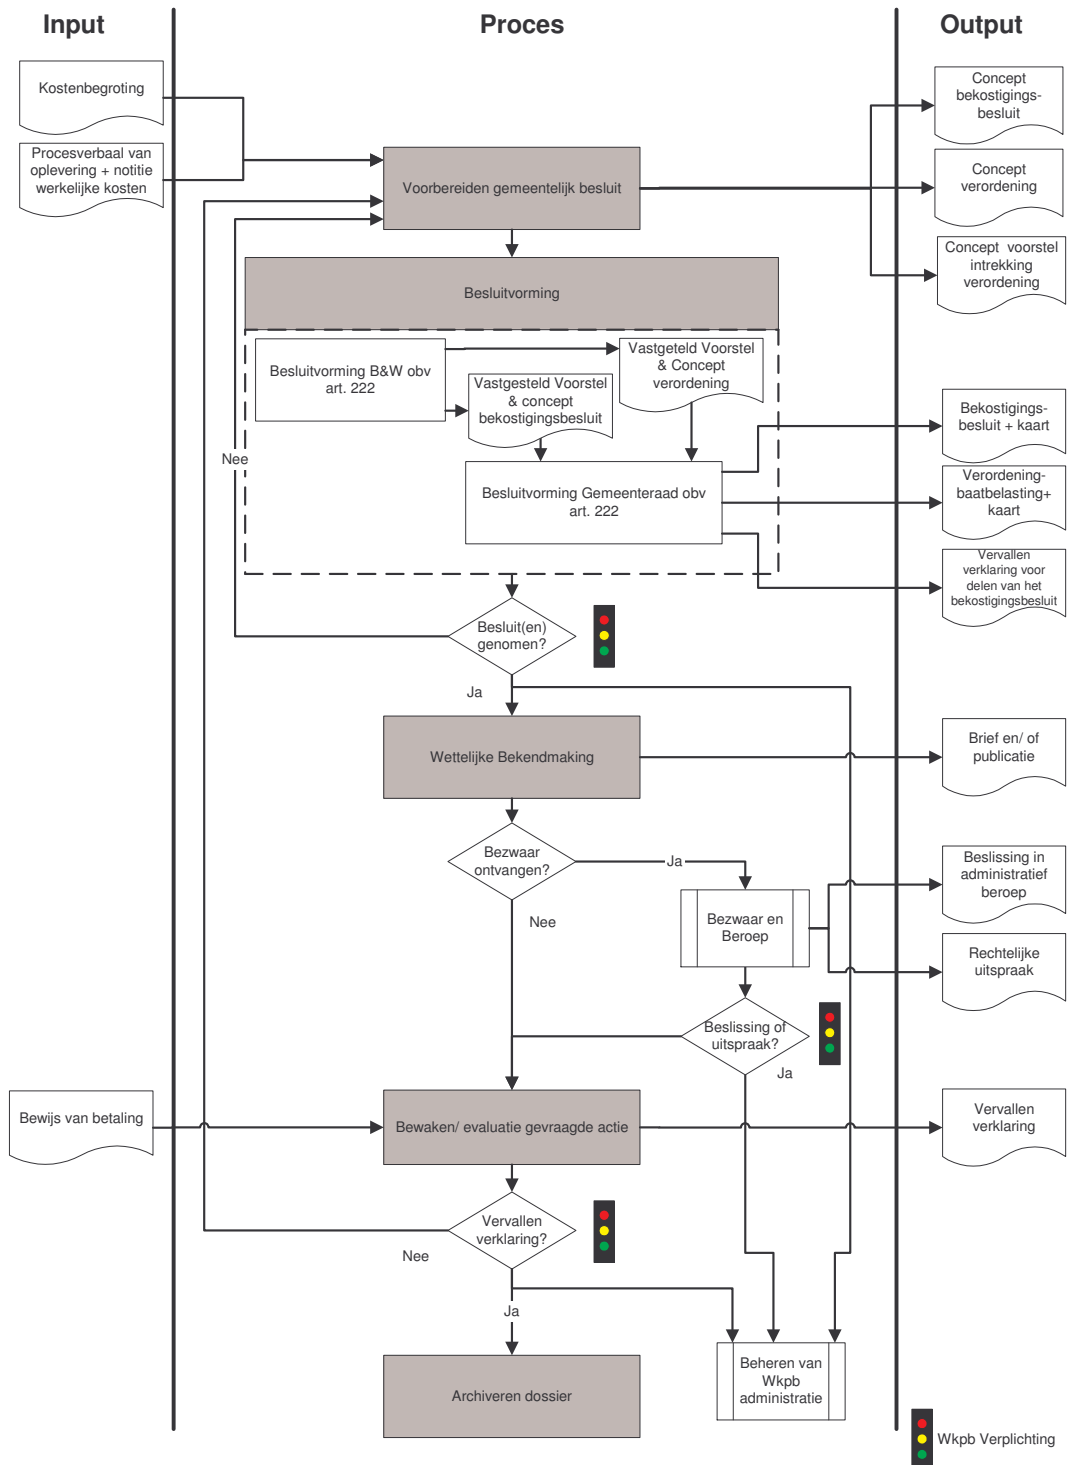 Input
Proces
Output
Kostenbegroting
Procesverbaal van
oplevering + notitie
werkelijke kosten
Voorbereiden gemeentelijk besluit
Concept
bekostigings-
besluit
Concept
verordening
Concept voorstel
intrekking
verordening
Besluitvorming
Besluitvorming B&W obv
art. 222
Vastgesteld Voorstel
& concept
bekostigingsbesluit
Vastgeteld Voorstel
& Concept
verordening
Nee
Besluitvorming Gemeenteraad obv
art. 222
Bekostigings-
besluit + kaart
Verordening-
baatbelasting+
kaart
Vervallen
verklaring voor
delen van het
bekostigingsbesluit
Besluit(en)
genomen?
Ja
Wettelijke Bekendmaking
Brief en/ of
publicatie
Bezwaar
ontvangen?
Ja
Nee
Bezwaar en
Beroep
Beslissing in
administratief
beroep
Rechtelijke
uitspraak
Beslissing of
uitspraak?
Ja
Bewijs van betaling
Bewaken/ evaluatie gevraagde actie
Vervallen
verklaring
Vervallen
verklaring?
Nee
Ja
Archiveren dossier
Beheren van
Wkpb
administratie
Wkpb Verplichting